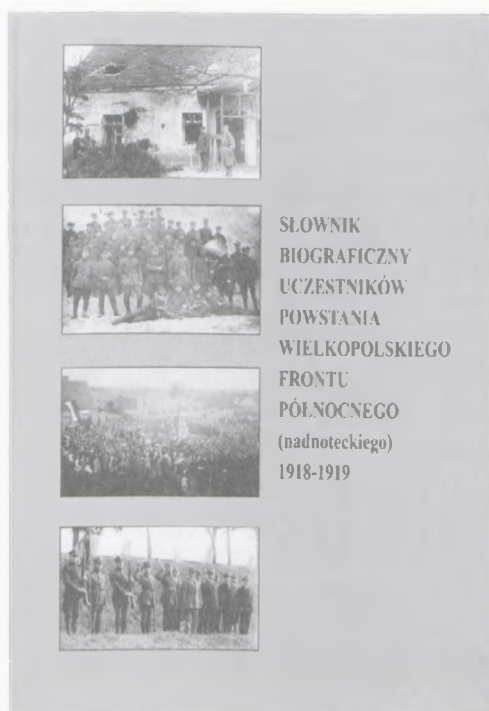 SŁOWNIK
BIOGRAFICZNY
UCZESTNIKÓW
POWSTANIA
WIELKOPOLSKIEGO
FRONTU
PÓŁNOCNEGO
(nadnoteckiego)
1918-1919